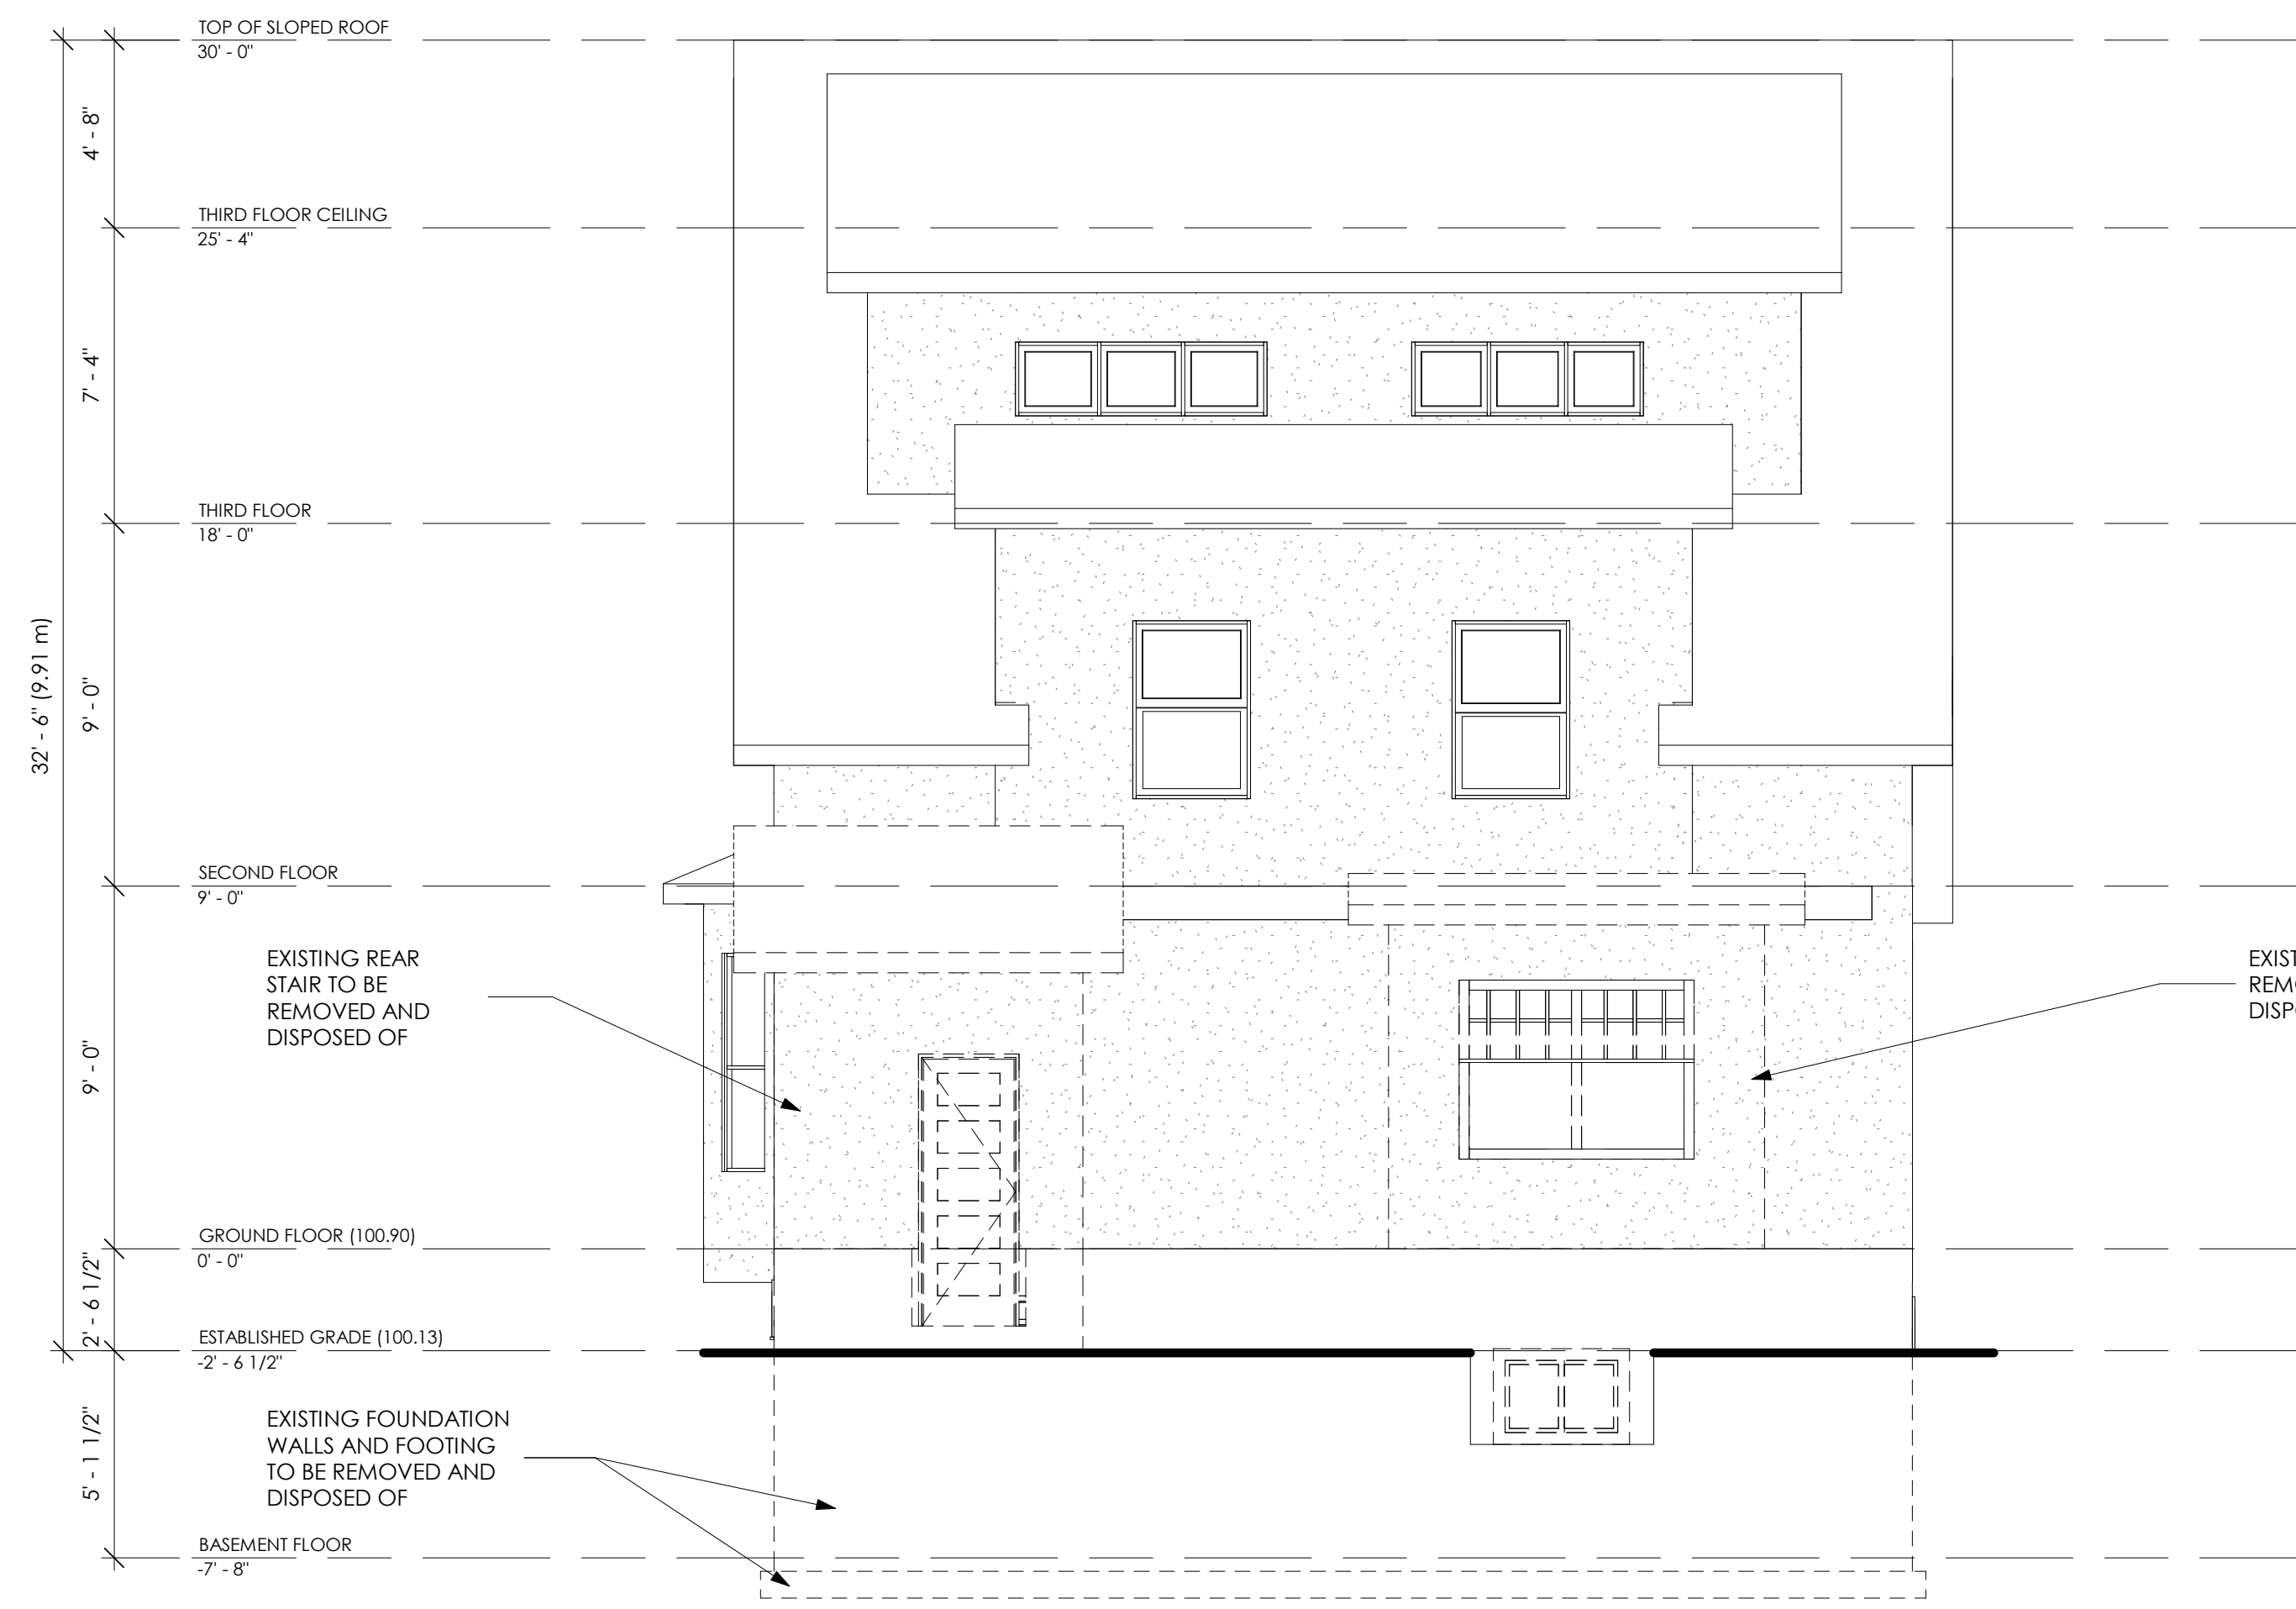 TOP OF SLOPED ROOF
30' - 0"
4' - 8"
THIRD FLOOR CEILING
25' - 4"
7' - 4"
THIRD FLOOR
18' - 0"
32' - 6" (9.91 m)
9' - 0"
SECOND FLOOR
9' - 0"
EXISTING REAR
STAIR TO BE
REMOVED AND
DISPOSED OF
9' - 0"
GROUND FLOOR (100.90)
0' - 0"
2' - 6 1/2"
ESTABLISHED GRADE (100.13)
-2' - 6 1/2"
EXISTING FOUNDATION
WALLS AND FOOTING
TO BE REMOVED AND
DISPOSED OF
5' - 1 1/2"
BASEMENT FLOOR
-7' - 8"